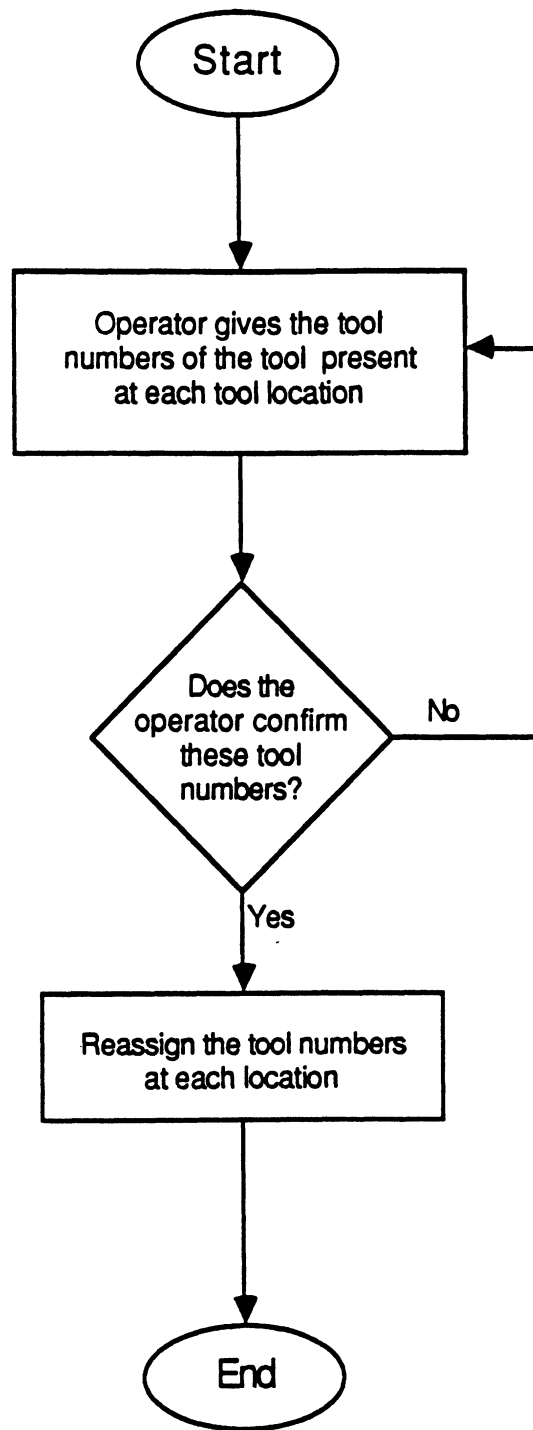 Start
Operator gives the tool
numbers of the tool present
at each tool location
Does the
operator confirm
these tool
numbers?
No
Yes
Reassign the tool numbers
at each location
End